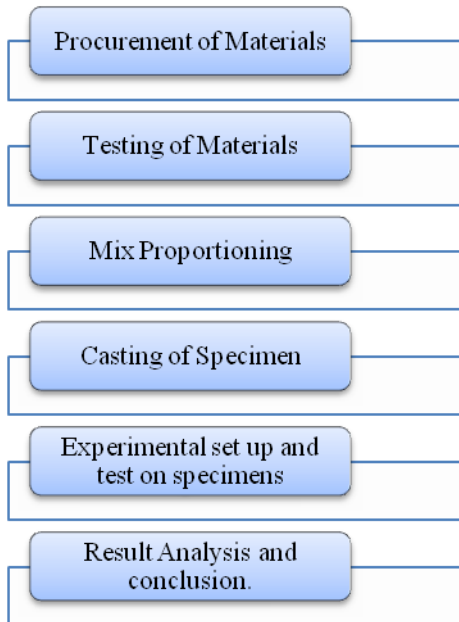 Procurement of Materials
Testing of Materials
Mix Proportioning
Casting of Specimen
Experimental set up and
test on specimens
Result Analysis and
conclusion.